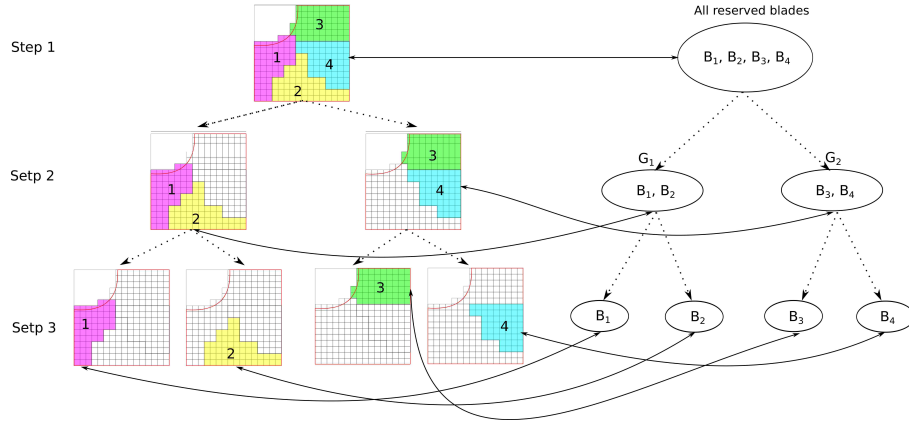 All reserved blades
Step 1
3
1
4
2
B₁, B₂, B₃, B₄
Setp 2
3
1
4
2
G₁
G₂
B₁, B₂
B₃, B₄
Setp 3
1
2
3
4
B₁
B₂
B₃
B₄